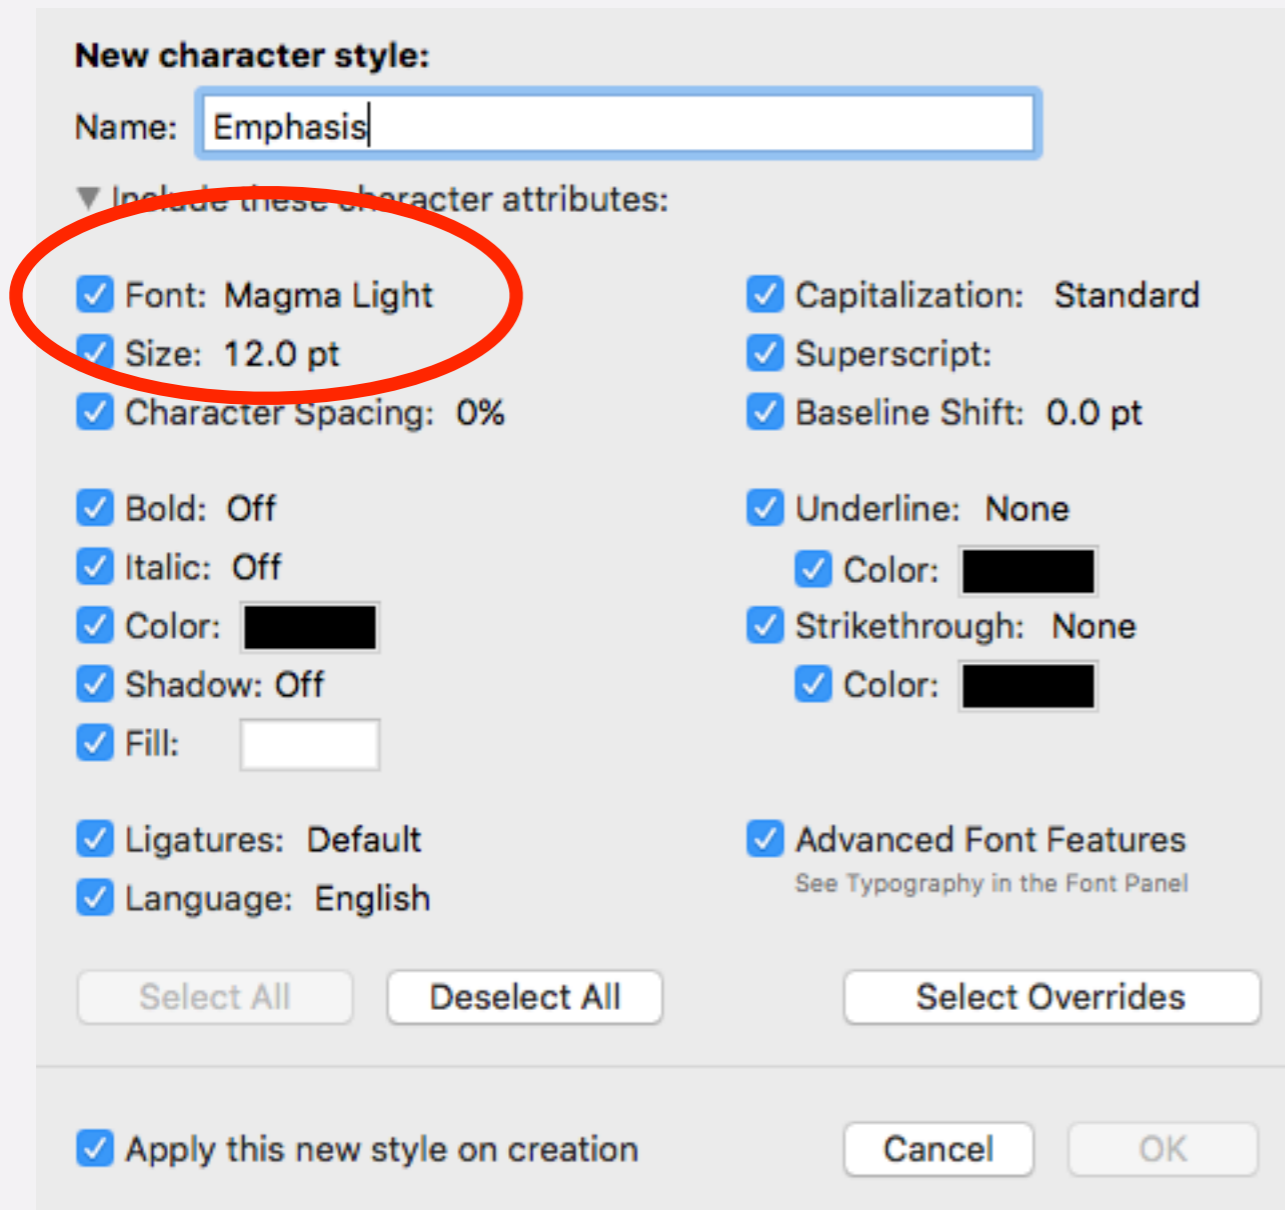 New character style:
Name: Emphasis
Include these character attributes:
Font: Magma Light
Size: 12.0 pt
Character Spacing: 0%
Capitalization: Standard
Superscript:
Baseline Shift: 0.0 pt
Bold: Off
Italic: Off
Color:
Shadow: Off
Fill:
Underline: None
Color:
Strikethrough: None
Color:
Ligatures: Default
Language: English
Advanced Font Features
See Typography in the Font Panel
Select All
Deselect All
Select Overrides
Apply this new style on creation
Cancel
OK